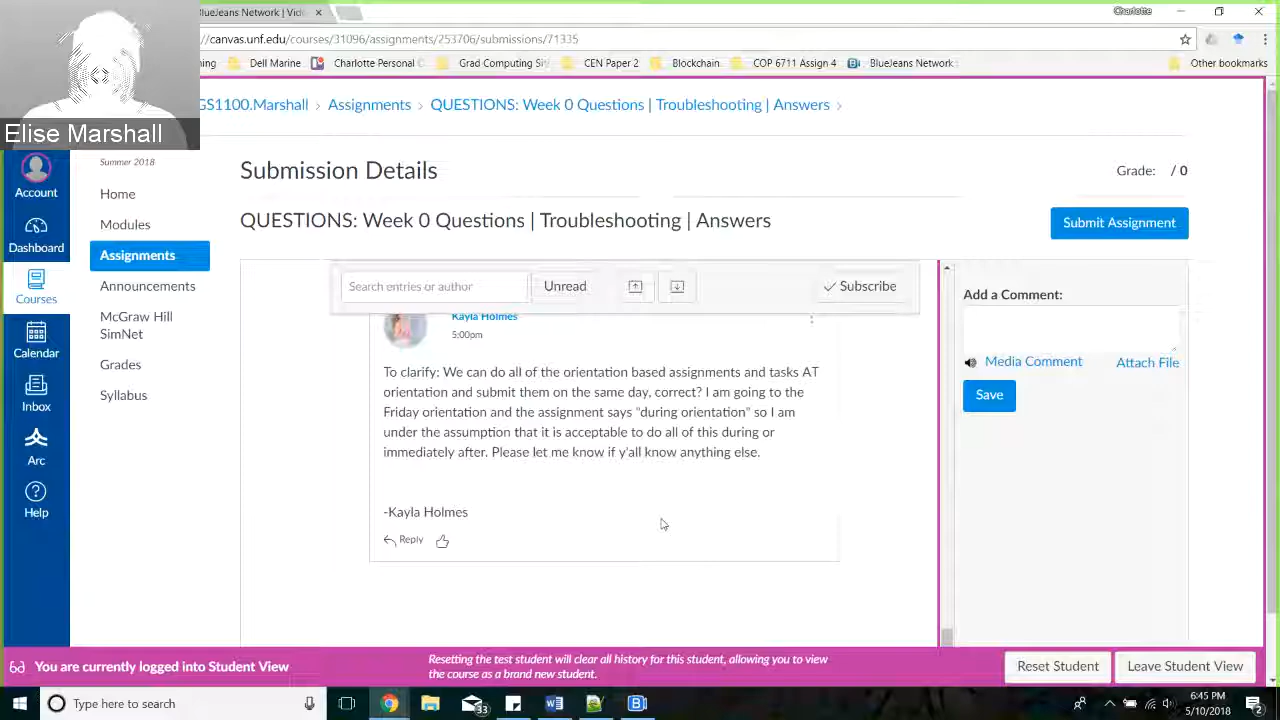 BlueJeans Network | Vid
Charlotte
//canvas.unf.edu/courses/31096/assignments/253706/submissions/71335
Dell Marine
Charlotte Personal
Grad Computing Si
CEN Paper 2
Blockchain
COP 6711 Assign 4
BlueJeans Network
GS1100.Marshall > Assignments > QUESTIONS: Week 0 Questions | Troubleshooting | Answers >
Elise Marshall
Account
Dashboard
Courses
Calendar
Inbox
Arc
Help
Summer 2018
Home
Modules
Assignments
Announcements
McGraw Hill
SimNet
Grades
Syllabus
Submission Details
Grade: / 0
QUESTIONS: Week 0 Questions | Troubleshooting | Answers
Submit Assignment
Search entries or author
Unread
Subscribe
Kayla Holmes
5:00pm
To clarify: We can do all of the orientation based assignments and tasks AT
orientation and submit them on the same day, correct? I am going to the
Friday orientation and the assignment says "during orientation" so I am
under the assumption that it is acceptable to do all of this during or
immediately after. Please let me know if y'all know anything else.
-Kayla Holmes
Reply
Add a Comment:
Media Comment
Attach File
Save
You are currently logged into Student View
Resetting the test student will clear all history for this student, allowing you to view
the course as a brand new student.
Reset Student
Leave Student View
Type here to search
33
6:45 PM
5/10/2018
2